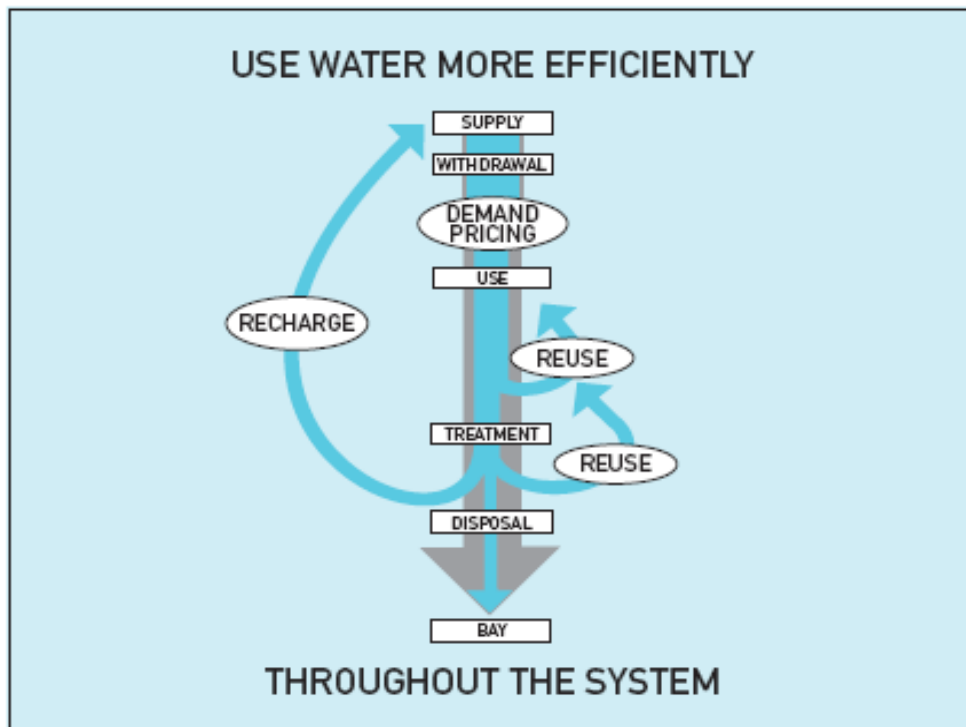 USE WATER MORE EFFICIENTLY
SUPPLY
WITHDRAWAL
DEMAND
PRICING
USE
RECHARGE
REUSE
TREATMENT
REUSE
DISPOSAL
BAY
THROUGHOUT THE SYSTEM